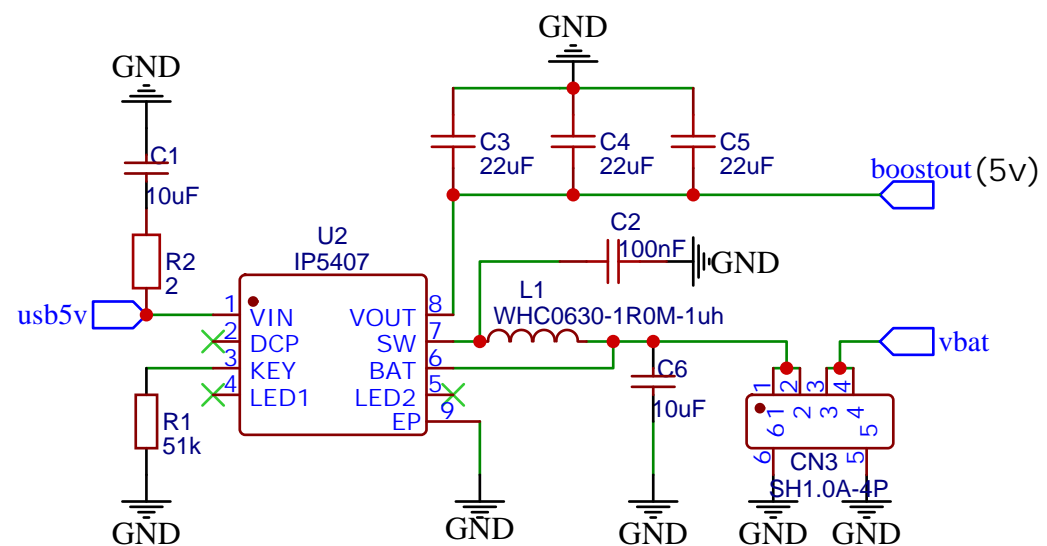 GND
GND
C1
10uF
C3
22uF
C4
22uF
C5
22uF
boostout (5v)
R2
2
U2
IP5407
C2
100nF
GND
usb5v
1
VIN
2
DCP
3
KEY
4
LED1
VOUT
8
SW
7
BAT
6
LED2
5
EP
9
L1
WHC0630-1R0M-1uh
vbat
R1
51k
C6
10uF
1
2
3
4
1
2
3
4
6
5
6
5
CN3
SH1.0A-4P
GND
GND
GND
GND
GND